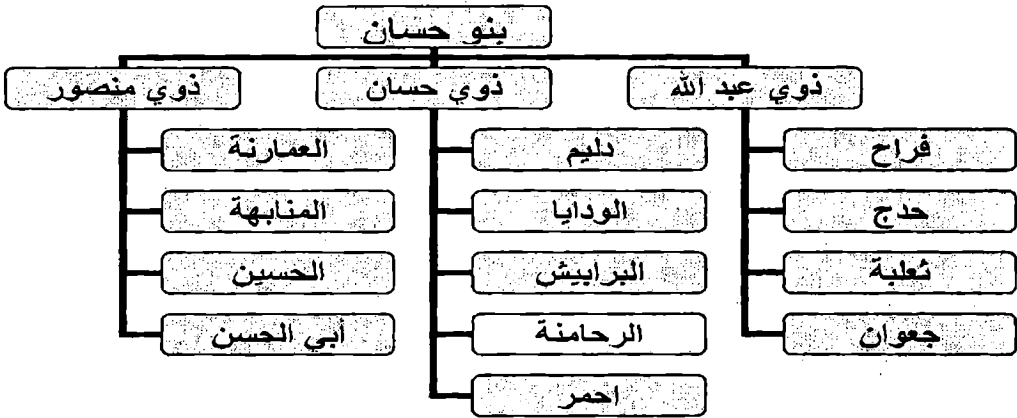 بنو حسان
ذوي عبد الله
ذوي حسان
ذوي منصور
فراح
دليم
العمارنة
حدج
الودايا
المنابهة
ثعلبة
البرابيش
الحسين
جعوان
الرحامنة
أبي الحسن
احمر